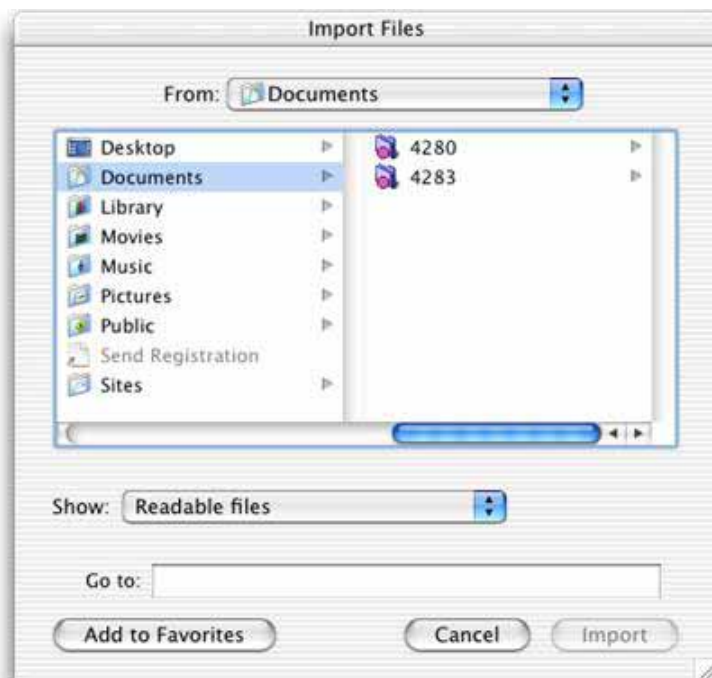 Import Files
From: Documents
Desktop
Documents
Library
Movies
Music
Pictures
Public
Send Registration
Sites
4280
4283
Show: Readable files
Go to:
Add to Favorites Cancel Import